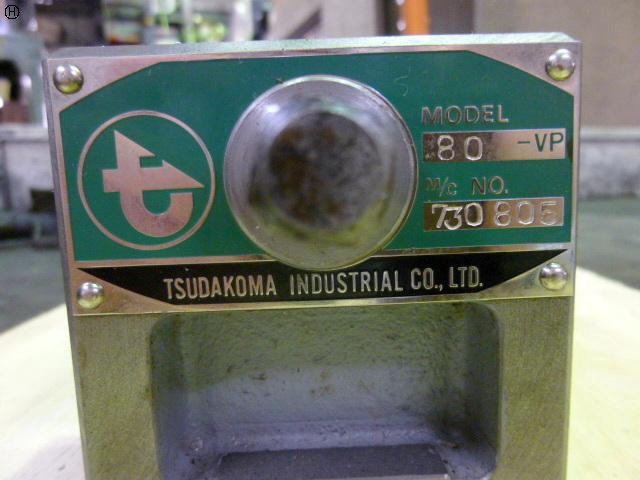 H
t
MODEL
80 -VP
M/C NO.
730805
TSUDAKOMA INDUSTRIAL CO., LTD.